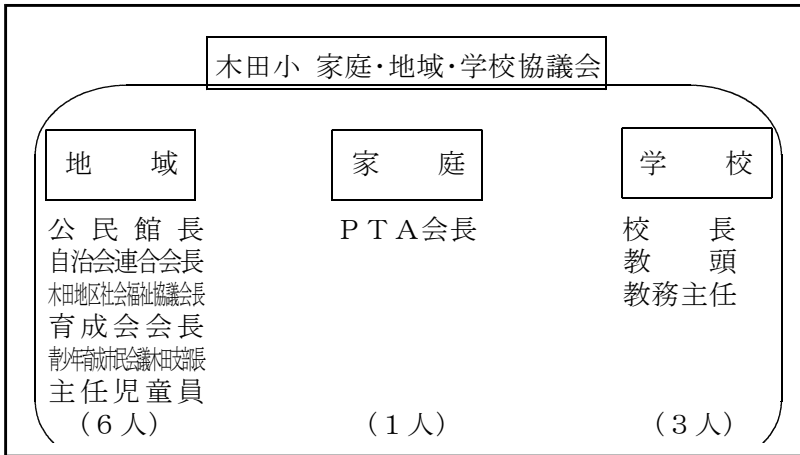 木田小 家庭・地域・学校協議会
地 域
公民館長
自治会連合会長
木田地区社会福祉協議会長
育成会会長
青少年育成市民会議木田支部長
主任児童員
（６人）
家 庭
ＰＴＡ会長
（１人）
学 校
校 長
教 頭
教務主任
（３人）